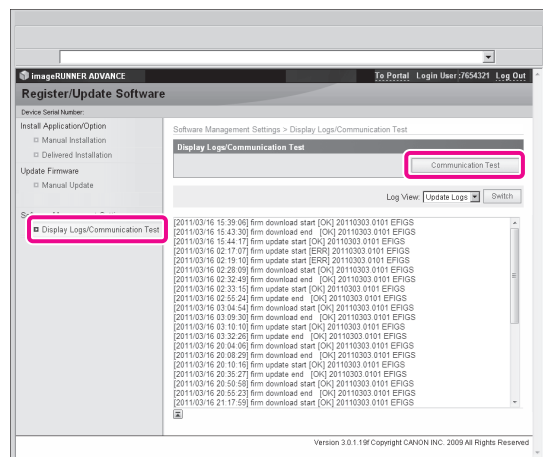 imageRUNNER ADVANCE
To Portal Login User:7654321 Log Out
Register/Update Software
Device Serial Number:
Install Application/Option
Manual Installation
Delivered Installation
Update Firmware
Manual Update
Display Logs/Communication Test
Software Management Settings > Display Logs/Communication Test
Display Logs/Communication Test
Communication Test
Log View: Update Logs Switch
[2011/03/16 15:39:06] firm download start [OK] 20110303.0101 EFIGS
[2011/03/16 15:43:30] firm download end [OK] 20110303.0101 EFIGS
[2011/03/16 15:44:17] firm update start [OK] 20110303.0101 EFIGS
[2011/03/16 02:17:07] firm update start [ERR] 20110303.0101 EFIGS
[2011/03/16 02:19:10] firm update start [ERR] 20110303.0101 EFIGS
[2011/03/16 02:28:09] firm download start [OK] 20110303.0101 EFIGS
[2011/03/16 02:32:49] firm download end [OK] 20110303.0101 EFIGS
[2011/03/16 02:33:15] firm update start [OK] 20110303.0101 EFIGS
[2011/03/16 02:55:24] firm update end [OK] 20110303.0101 EFIGS
[2011/03/16 03:04:54] firm download start [OK] 20110303.0101 EFIGS
[2011/03/16 03:09:30] firm download end [OK] 20110303.0101 EFIGS
[2011/03/16 03:10:10] firm update start [OK] 20110303.0101 EFIGS
[2011/03/16 03:32:26] firm update end [OK] 20110303.0101 EFIGS
[2011/03/16 20:04:06] firm download start [OK] 20110303.0101 EFIGS
[2011/03/16 20:08:29] firm download end [OK] 20110303.0101 EFIGS
[2011/03/16 20:10:16] firm update start [OK] 20110303.0101 EFIGS
[2011/03/16 20:35:27] firm update end [OK] 20110303.0101 EFIGS
[2011/03/16 20:50:58] firm download start [OK] 20110303.0101 EFIGS
[2011/03/16 20:55:23] firm download end [OK] 20110303.0101 EFIGS
[2011/03/16 21:17:59] firm download start [OK] 20110303.0101 EFIGS
Version 3.0.1.19f Copyright CANON INC. 2009 All Rights Reserved